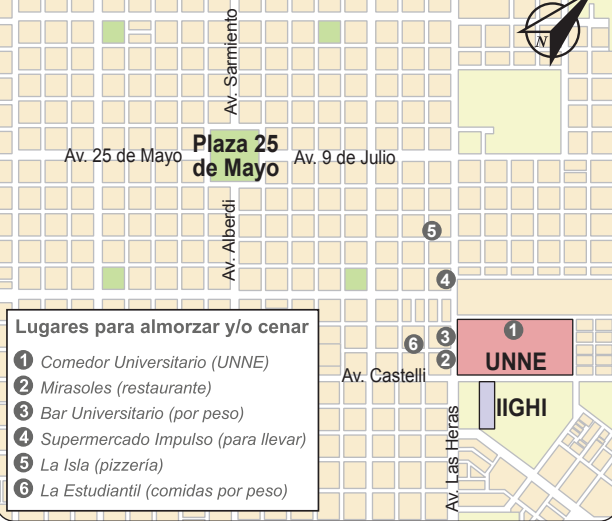 N
Av. Sarmiento
Plaza 25
de Mayo
Av. 25 de Mayo
Av. 9 de Julio
Av. Alberdi
5
4
3
1
6
2
UNNE
Av. Castelli
IIGHI
Av. Las Heras
Lugares para almorzar y/o cenar
1 Comedor Universitario (UNNE)
2 Mirasoles (restaurante)
3 Bar Universitario (por peso)
4 Supermercado Impulso (para llevar)
5 La Isla (pizzería)
6 La Estudiantil (comidas por peso)